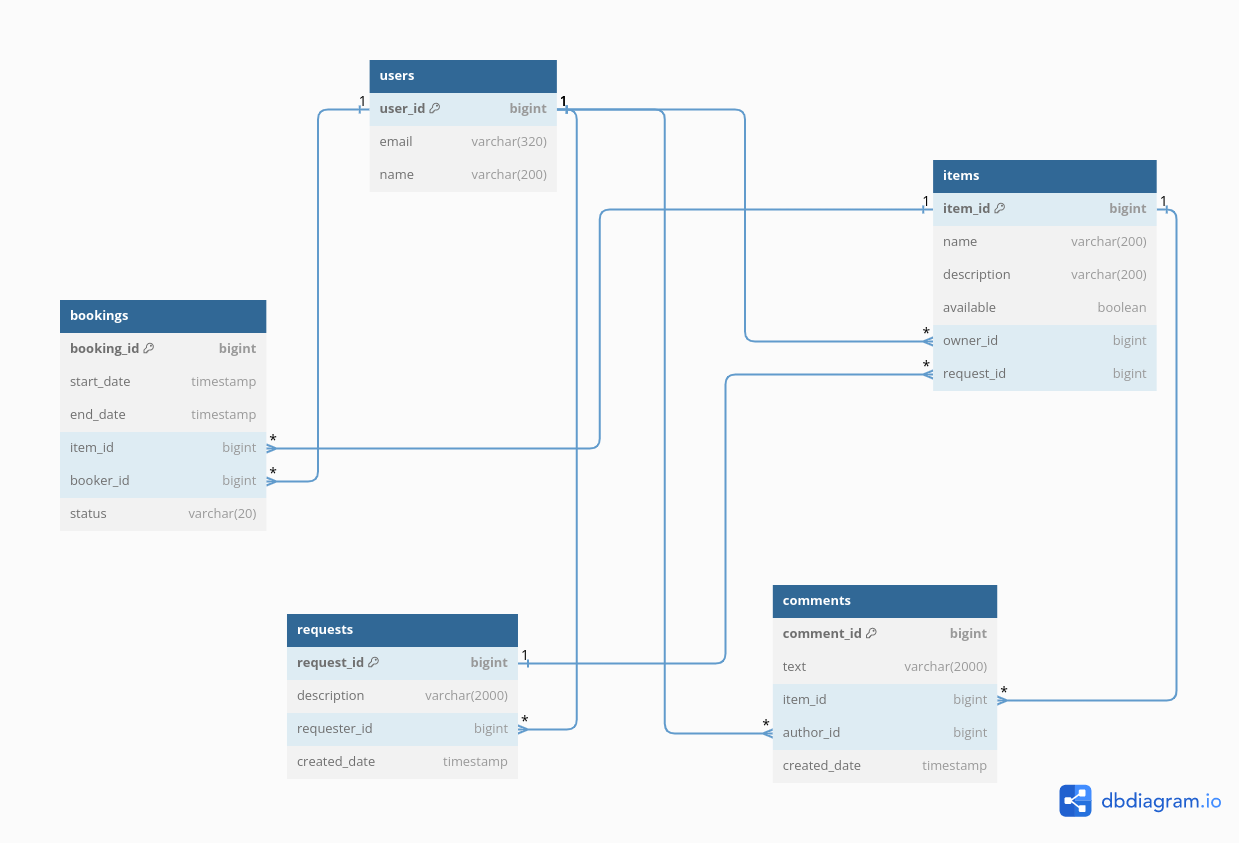 users
1
user_id bigint
1
email varchar(320)
name varchar(200)
items
1
item_id bigint
1
name varchar(200)
description varchar(200)
available boolean
*
owner_id bigint
*
request_id bigint
bookings
booking_id bigint
start_date timestamp
end_date timestamp
item_id bigint
*
booker_id bigint
*
status varchar(20)
requests
request_id bigint
1
description varchar(2000)
requester_id bigint
*
created_date timestamp
comments
comment_id bigint
text varchar(2000)
item_id bigint
*
*
author_id bigint
created_date timestamp
dbdiagram.io